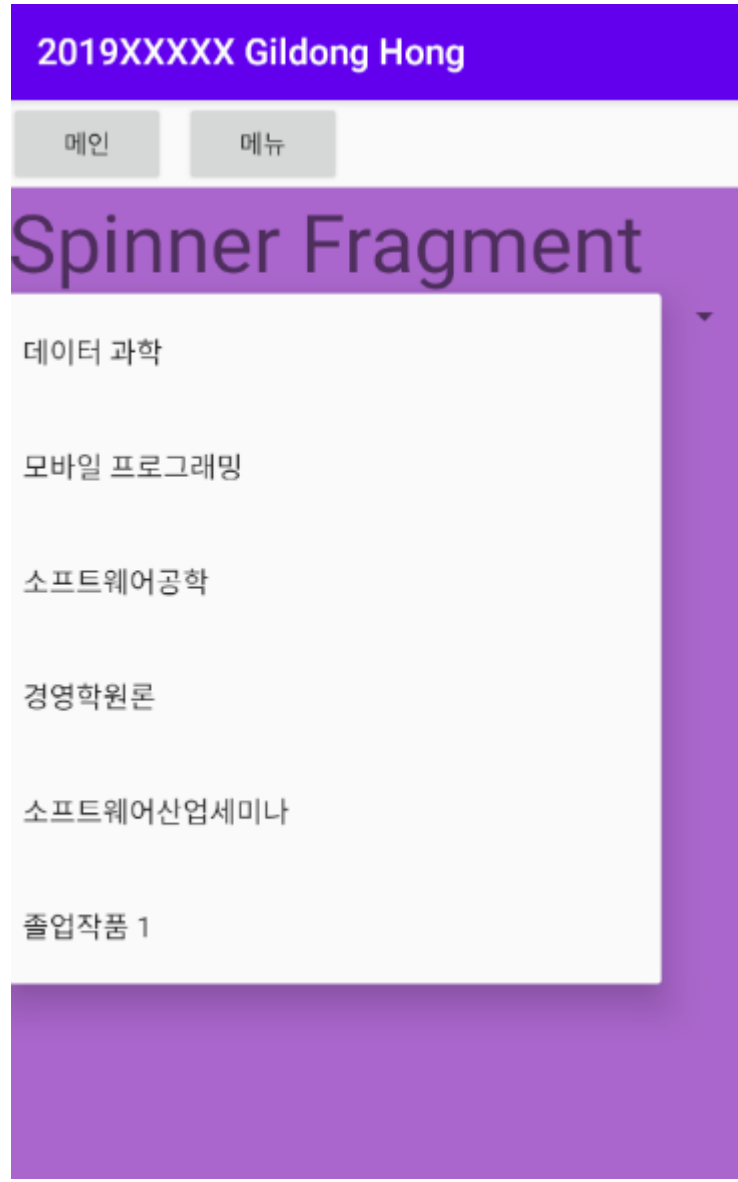 2019XXXXX Gildong Hong
메인 메뉴
Spinner Fragment
데이터 과학
모바일 프로그래밍
소프트웨어공학
경영학원론
소프트웨어산업세미나
졸업작품 1